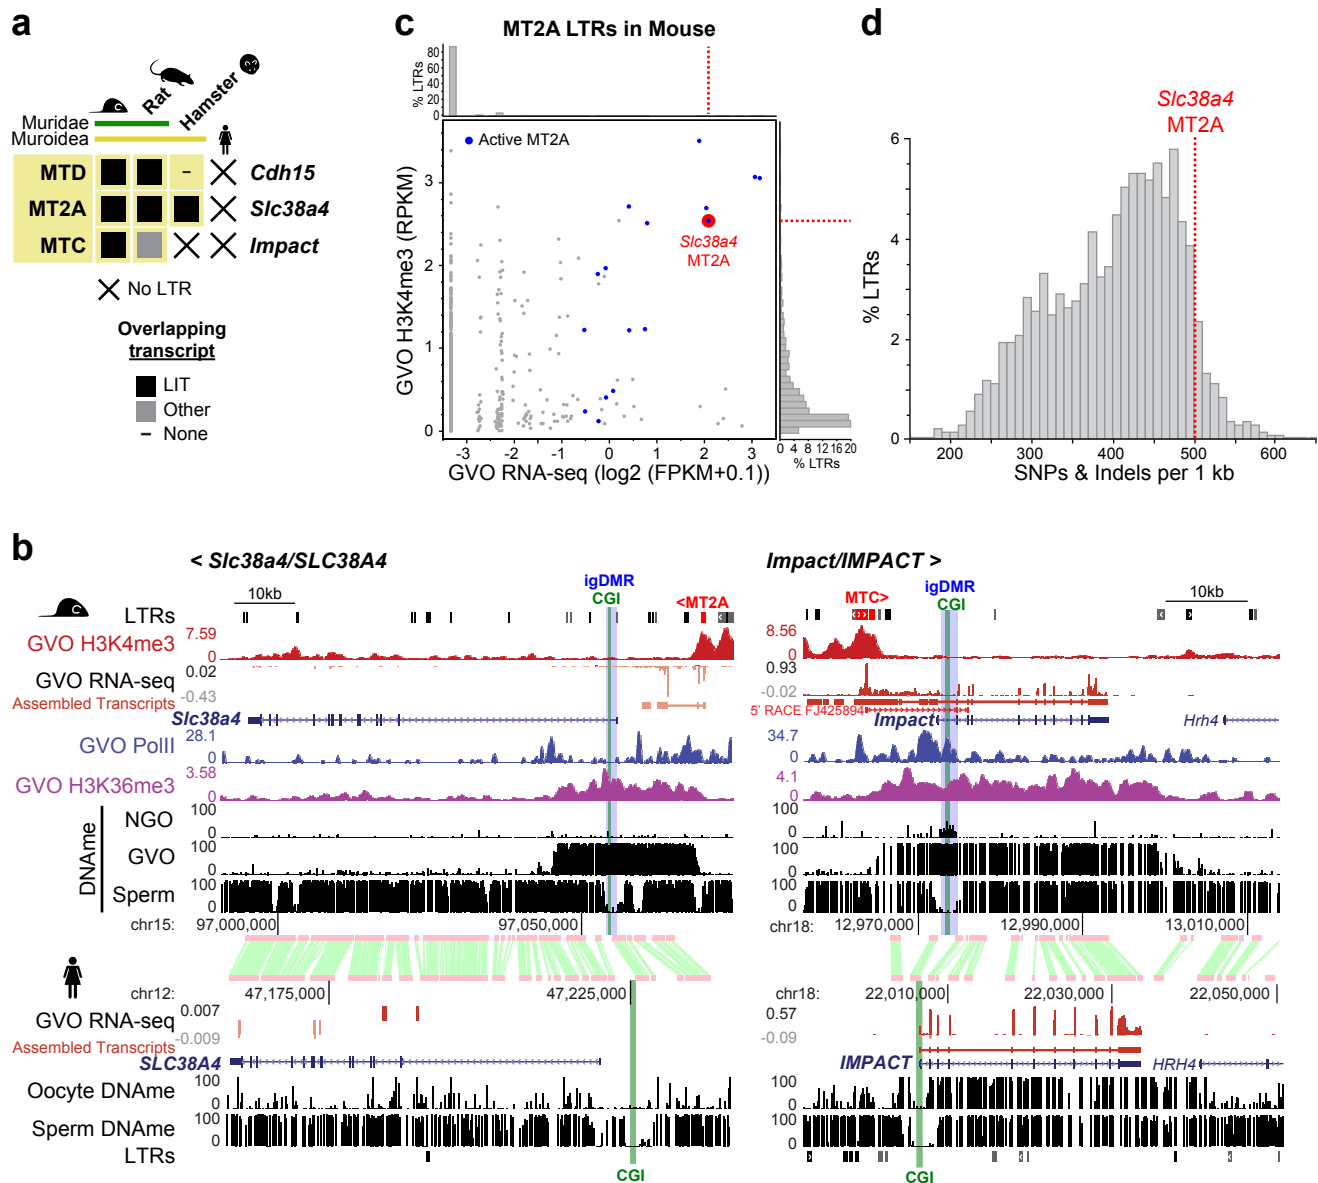 a
Rat
Hamster
Muridae
Muroidea
MTD
-
Cdh15
MT2A
Slc38a4
MTC
Impact
No LTR
Overlapping
transcript
LIT
Other
- None
c
MT2A LTRs in Mouse
% LTRs
80
60
40
20
0
Active MT2A
GVO H3K4me3 (RPKM)
3
2
1
0
Slc38a4
MT2A
-3 -2 -1 0 1 2 3
GVO RNA-seq (log2 (FPKM+0.1))
0 4 8 12 16 20
% LTRs
d
Slc38a4
MT2A
% LTRs
6
4
2
0
200 300 400 500 600
SNPs & Indels per 1 kb
b
< Slc38a4/SLC38A4
10kb
igDMR
CGI
<MT2A
LTRs
GVO H3K4me3 7.59
0
GVO RNA-seq 0.02
-0.43
Assembled Transcripts
Slc38a4
GVO PolII 28.1
0
GVO H3K36me3 3.58
0
DNAme
NGO 100
0
GVO 100
0
Sperm 100
0
chr15: 97,000,000 97,050,000
chr12: 47,175,000 47,225,000
GVO RNA-seq 0.007
-0.009
Assembled Transcripts
SLC38A4
Oocyte DNAme 100
0
Sperm DNAme 100
0
LTRs
CGI
Impact/IMPACT >
igDMR
CGI
MTC>
10kb
8.56
0
0.93
-0.02
5' RACE FJ425894
Impact
Hrh4
34.7
0
4.1
0
100
0
100
0
100
0
chr18: 12,970,000 12,990,000 13,010,000
chr18: 22,010,000 22,030,000 22,050,000
0.57
-0.09
IMPACT
HRH4
100
0
100
0
CGI